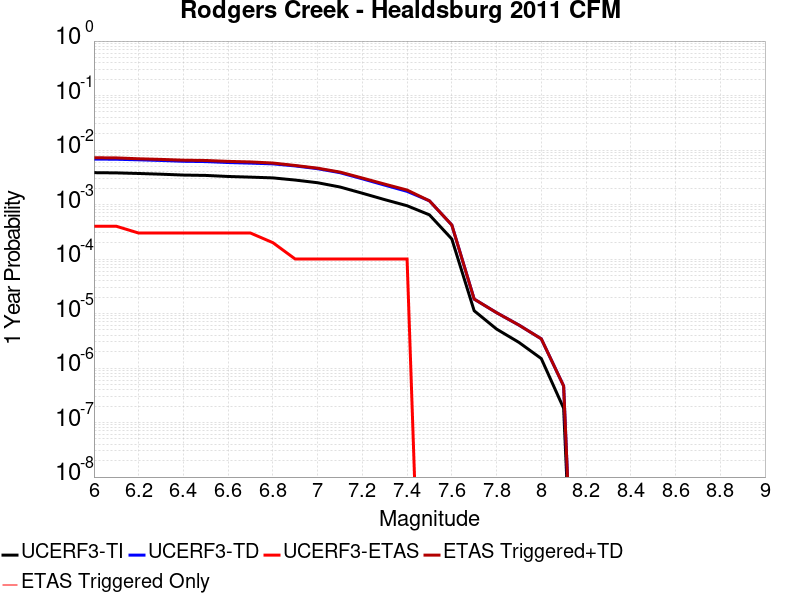 Rodgers Creek - Healdsburg 2011 CFM
10^0
10^-1
10^-2
10^-3
10^-4
10^-5
10^-6
10^-7
10^-8
1 Year Probability
6 6.2 6.4 6.6 6.8 7 7.2 7.4 7.6 7.8 8 8.2 8.4 8.6 8.8 9
Magnitude
UCERF3-TI UCERF3-TD UCERF3-ETAS ETAS Triggered+TD
ETAS Triggered Only